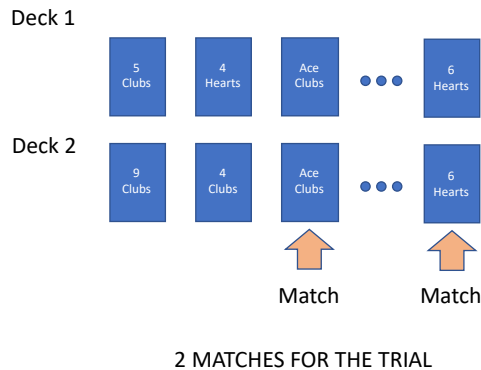 Deck 1
5
Clubs
4
Hearts
Ace
Clubs
6
Hearts
Deck 2
9
Clubs
4
Clubs
Ace
Clubs
6
Hearts
Match
Match
2 MATCHES FOR THE TRIAL